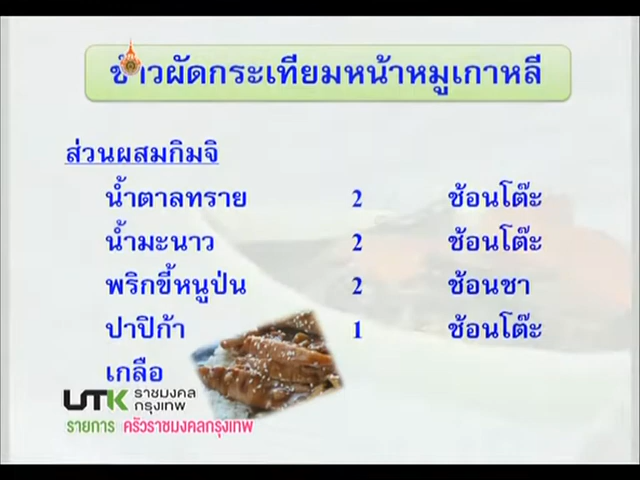 ข้าวผัดกระเทียมหน้าหมูเกาหลี
ส่วนผสมกิมจิ
น้ำตาลทราย 2 ช้อนโต๊ะ
น้ำมะนาว 2 ช้อนโต๊ะ
พริกขี้หนูป่น 2 ช้อนชา
ปาปิก้า 1 ช้อนโต๊ะ
เกลือ
UTK ราชมงคล
กรุงเทพ
รายการ ครัวราชมงคลกรุงเทพ